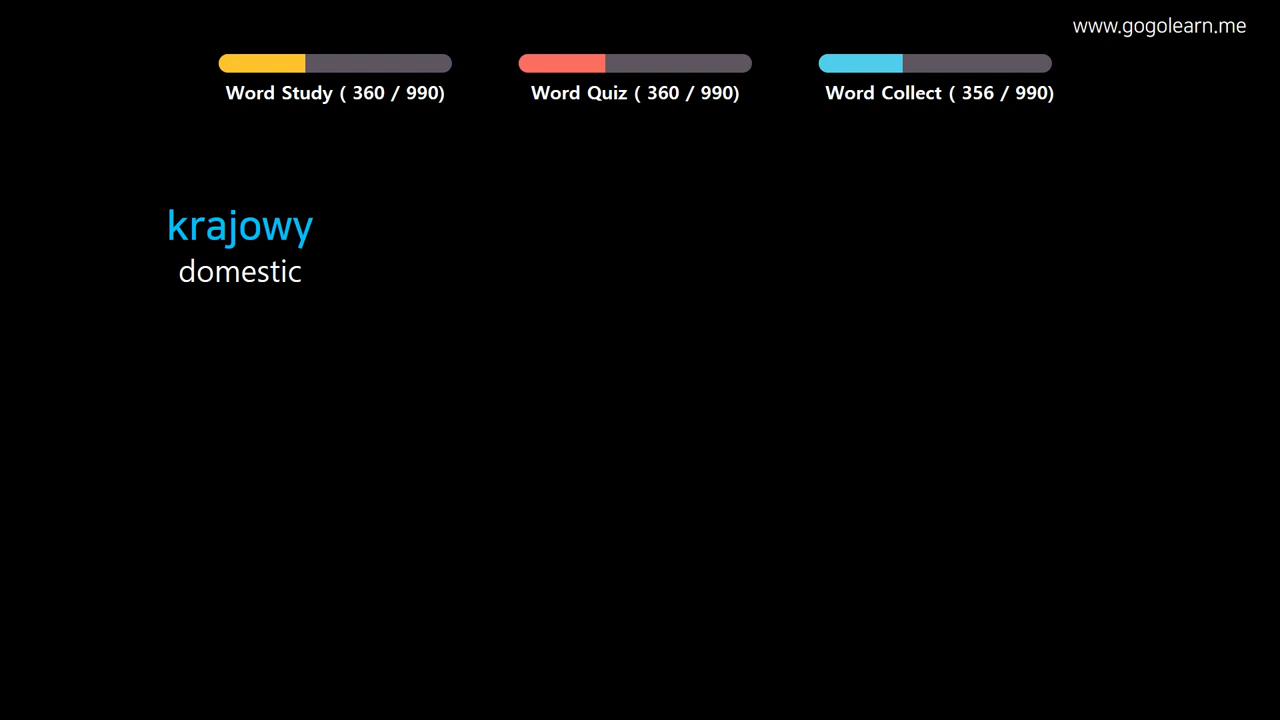 www.gogolearn.me
Word Study ( 360 / 990)
Word Quiz ( 360 / 990)
Word Collect ( 356 / 990)
krajowy
domestic